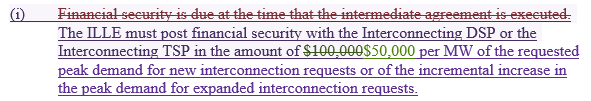 (i) Financial security is due at the time that the intermediate agreement is executed.
The ILLE must post financial security with the Interconnecting DSP or the
Interconnecting TSP in the amount of $100,000$50,000 per MW of the requested
peak demand for new interconnection requests or of the incremental increase in
the peak demand for expanded interconnection requests.